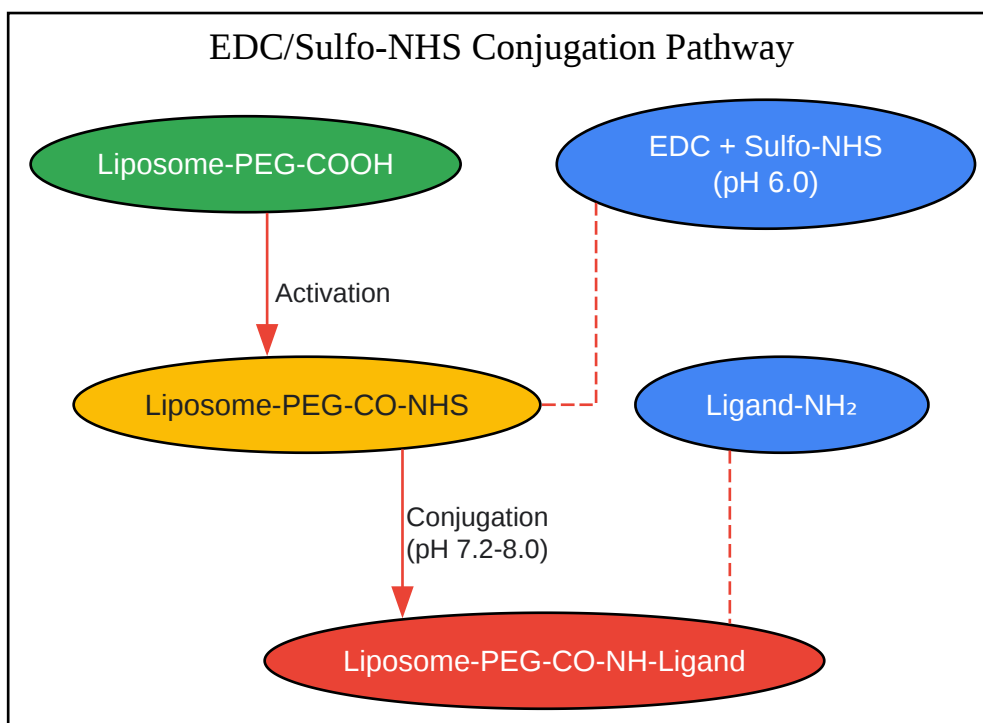 EDC/Sulfo-NHS Conjugation Pathway
Liposome-PEG-COOH
EDC + Sulfo-NHS
(pH 6.0)
Activation
Liposome-PEG-CO-NHS
Ligand-NH₂
Conjugation
(pH 7.2-8.0)
Liposome-PEG-CO-NH-Ligand